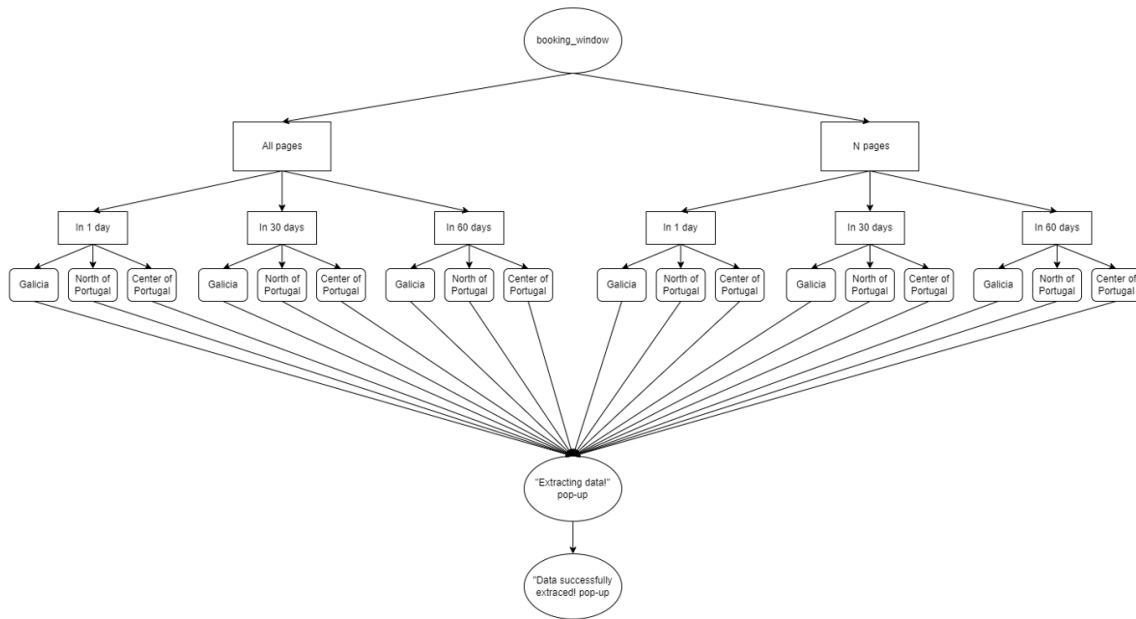 booking_window
All pages
N pages
In 1 day
In 30 days
In 60 days
In 1 day
In 30 days
In 60 days
Galicia
North of
Portugal
Center of
Portugal
Galicia
North of
Portugal
Center of
Portugal
Galicia
North of
Portugal
Center of
Portugal
Galicia
North of
Portugal
Center of
Portugal
Galicia
North of
Portugal
Center of
Portugal
Galicia
North of
Portugal
Center of
Portugal
"Extracting data!"
pop-up
"Data successfully
extraced! pop-up